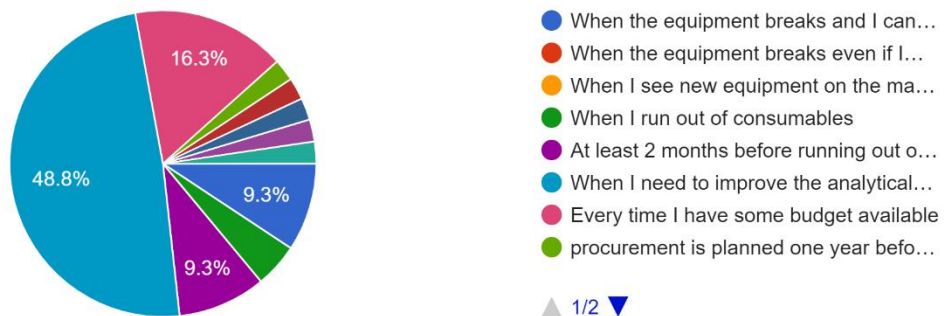 16.3%
48.8%
9.3%
9.3%
When the equipment breaks and I can…
When the equipment breaks even if I…
When I see new equipment on the ma…
When I run out of consumables
At least 2 months before running out o…
When I need to improve the analytical…
Every time I have some budget available
procurement is planned one year befo…
1/2